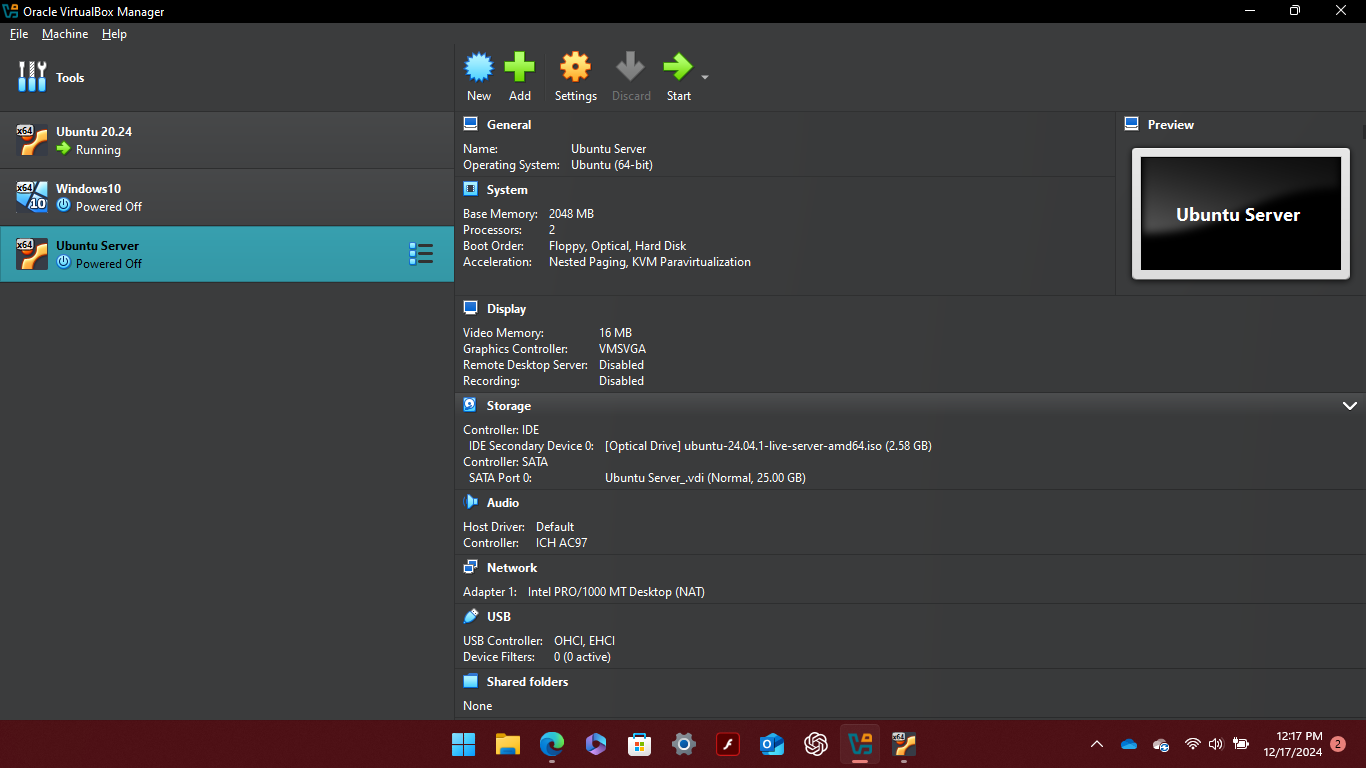 Oracle VirtualBox Manager
File Machine Help
Tools
New Add Settings Discard Start
x64 Ubuntu 20.24
Running
x64 10 Windows10
Powered Off
x64 Ubuntu Server
Powered Off
General
Name: Ubuntu Server
Operating System: Ubuntu (64-bit)
System
Base Memory: 2048 MB
Processors: 2
Boot Order: Floppy, Optical, Hard Disk
Acceleration: Nested Paging, KVM Paravirtualization
Preview
Ubuntu Server
Display
Video Memory: 16 MB
Graphics Controller: VMSVGA
Remote Desktop Server: Disabled
Recording: Disabled
Storage
Controller: IDE
IDE Secondary Device 0: [Optical Drive] ubuntu-24.04.1-live-server-amd64.iso (2.58 GB)
Controller: SATA
SATA Port 0: Ubuntu Server_.vdi (Normal, 25.00 GB)
Audio
Host Driver: Default
Controller: ICH AC97
Network
Adapter 1: Intel PRO/1000 MT Desktop (NAT)
USB
USB Controller: OHCI, EHCI
Device Filters: 0 (0 active)
Shared folders
None
x64
12:17 PM
12/17/2024 2